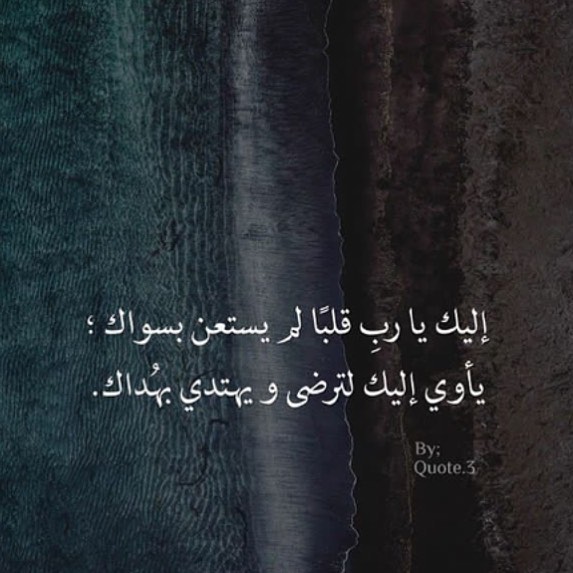 إليك يا ربِ قلبًا لم يستعن بسواك ؛
يأوي إليك لترضى و يهتدي بهُداك.
By;
Quote.3